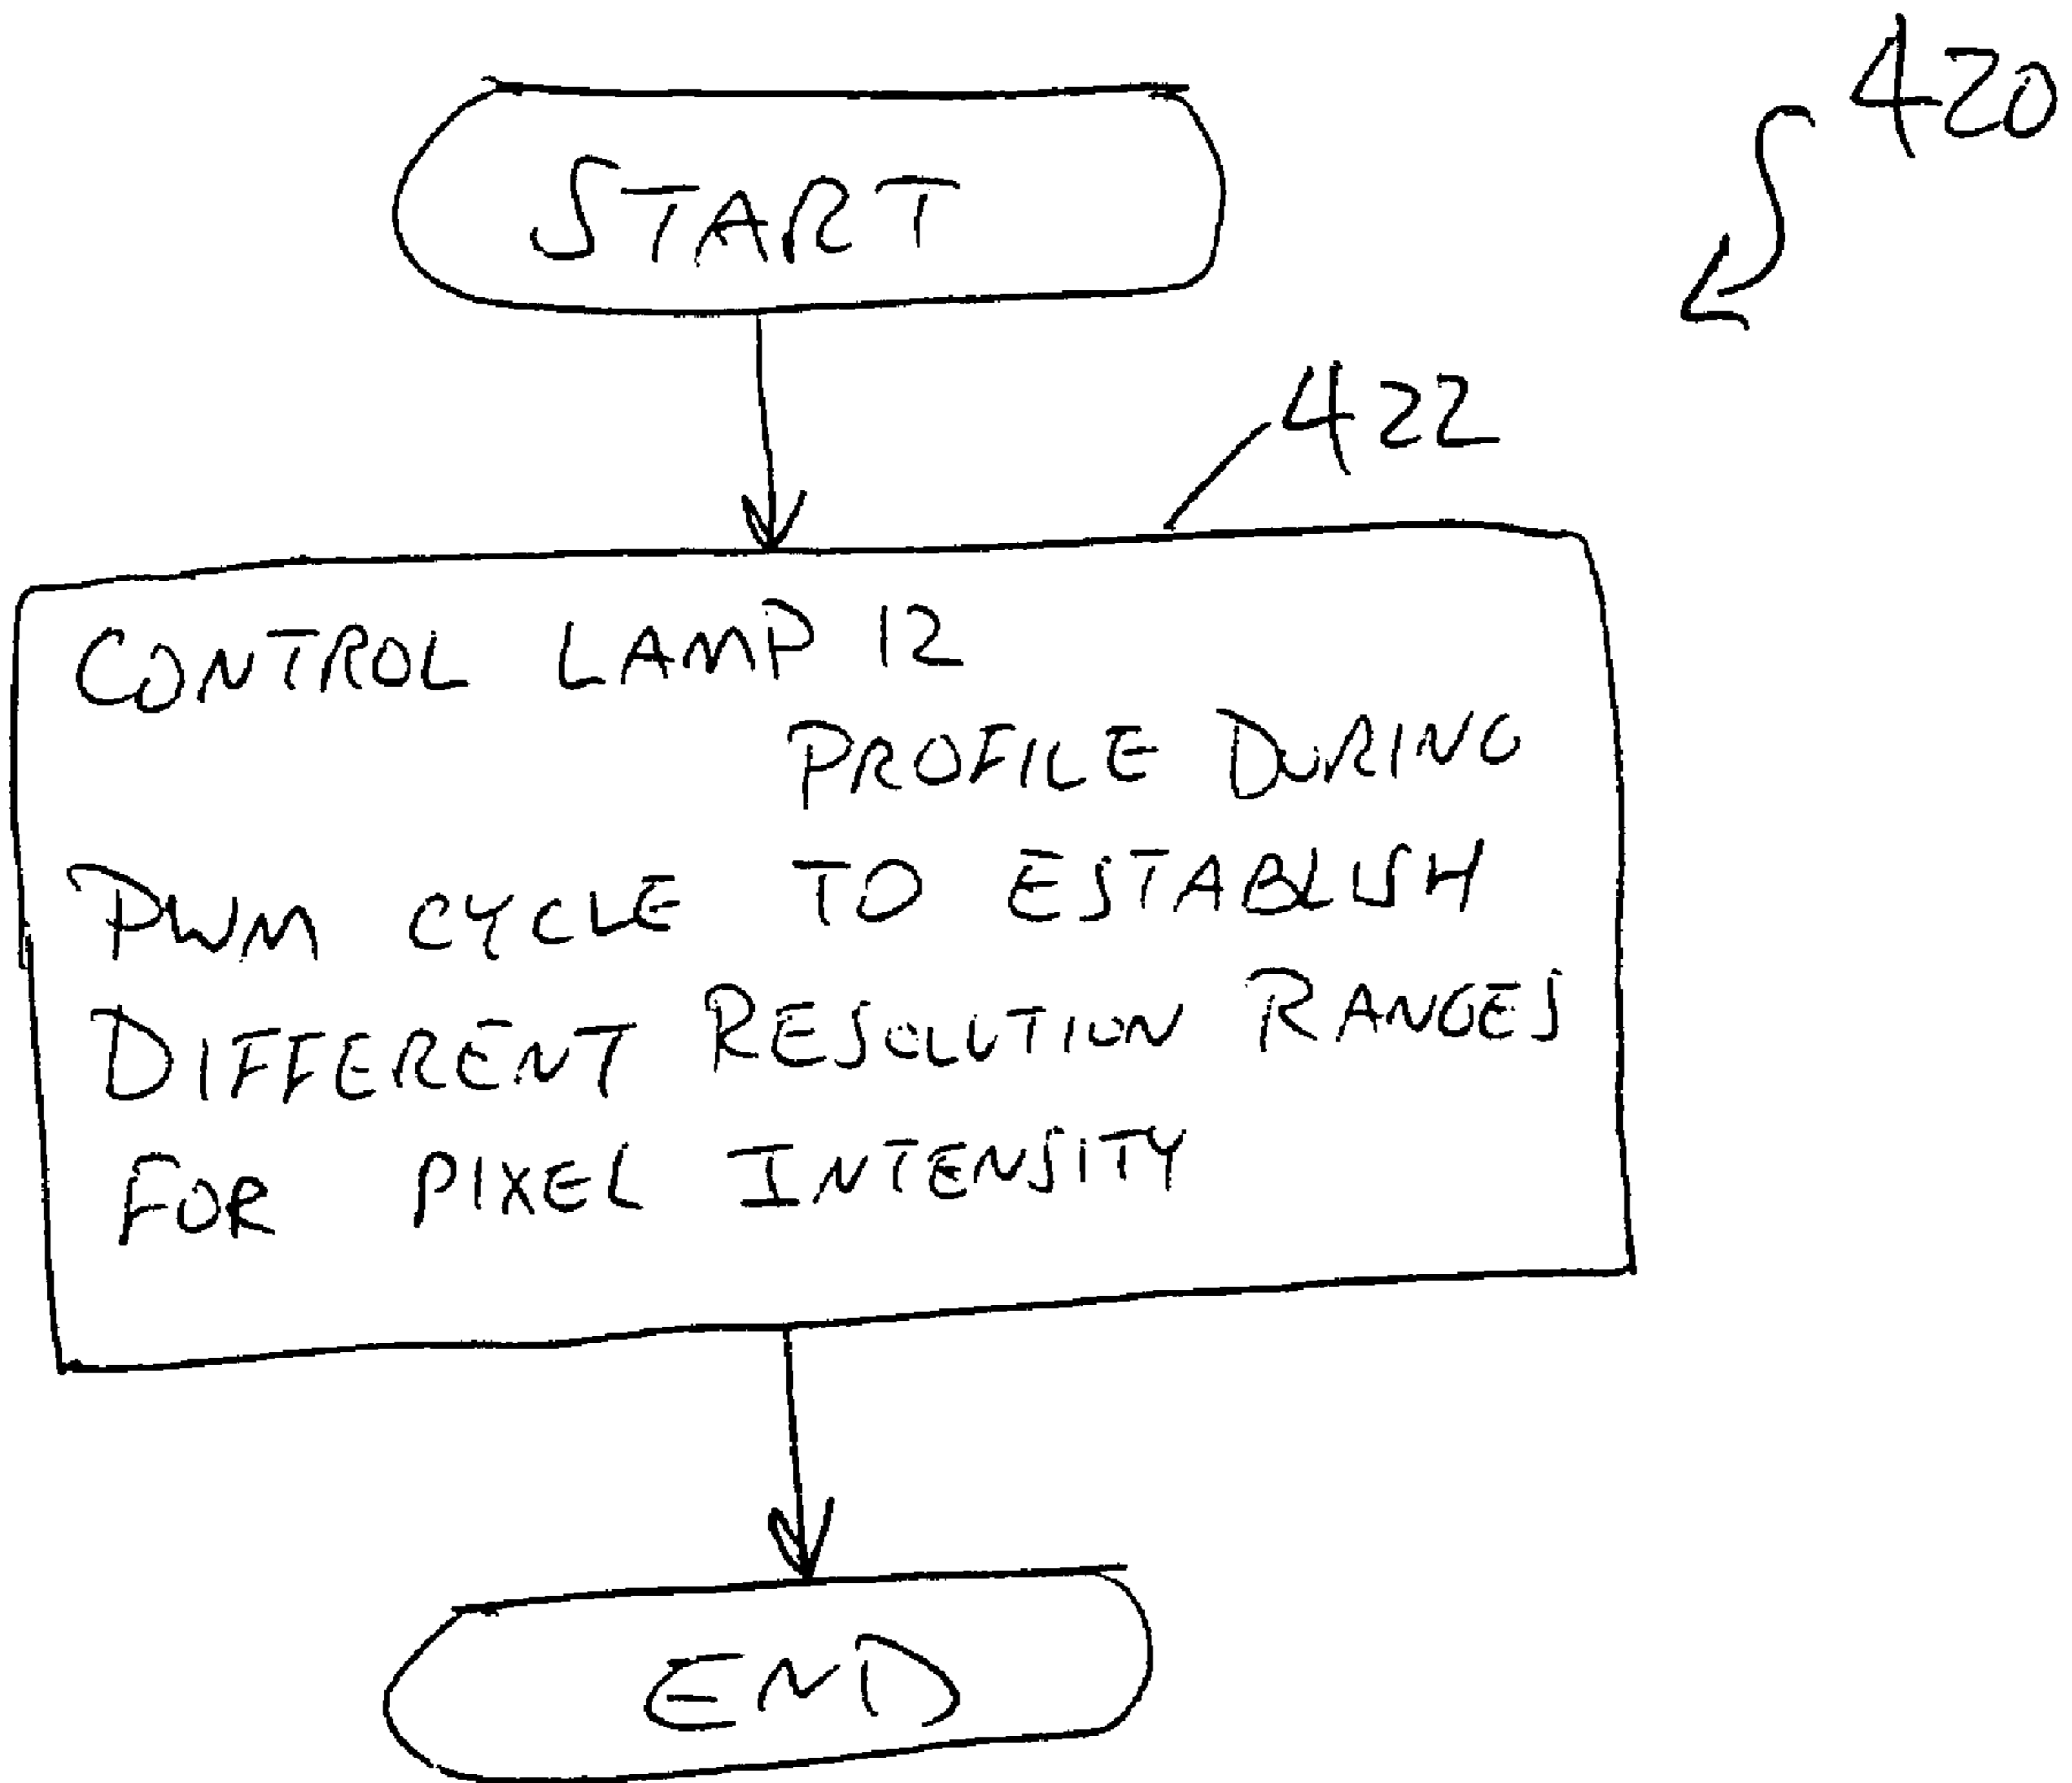 420
START
422
CONTROL LAMP 12
PROFILE DURING
PWM CYCLE TO ESTABLISH
DIFFERENT RESOLUTION RANGES
FOR PIXEL INTENSITY
END